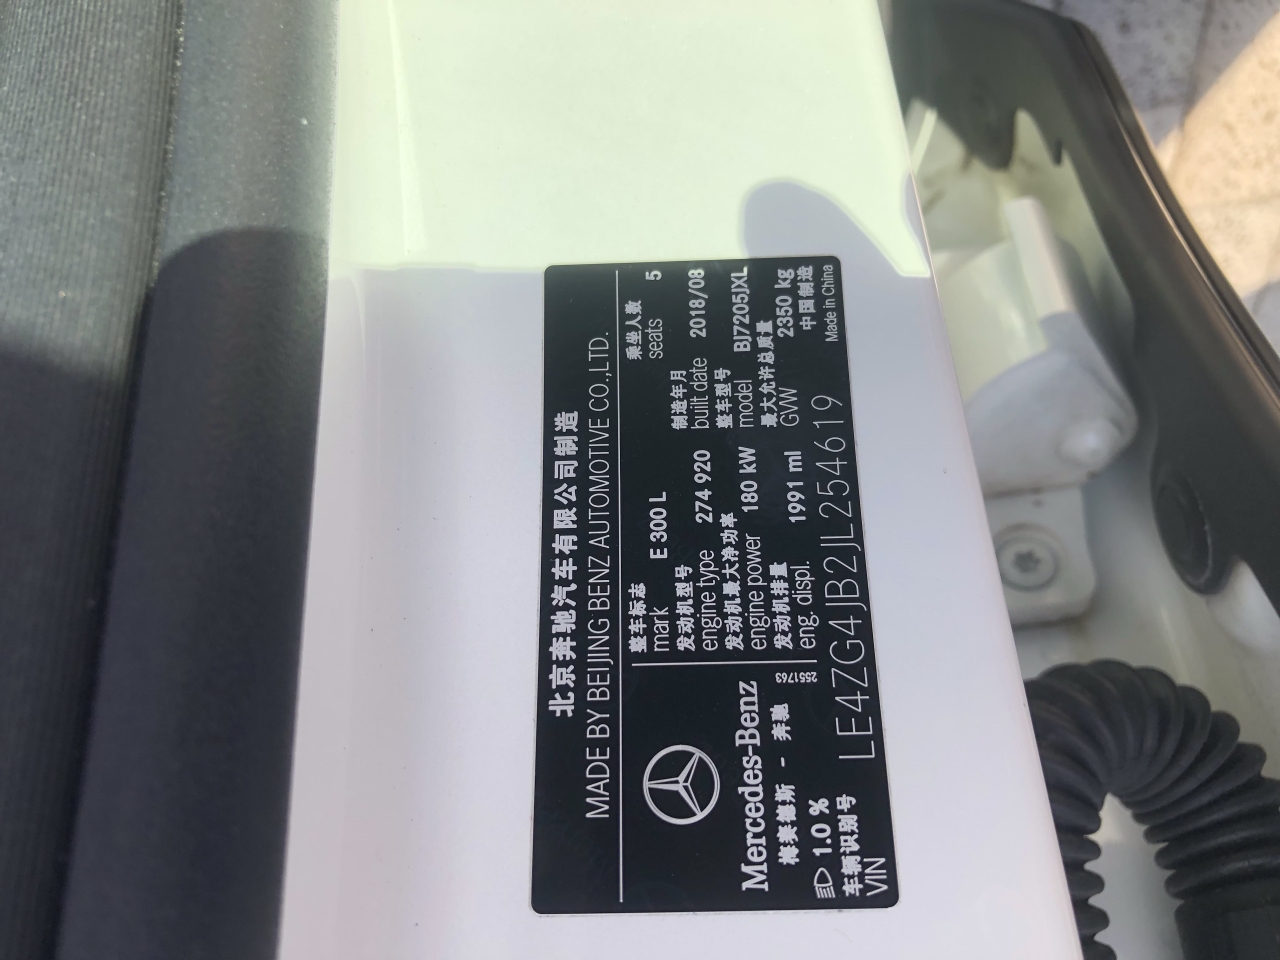 北京奔驰汽车有限公司制造
MADE BY BEIJING BENZ AUTOMOTIVE CO.,LTD.
整车标志
mark E 300 L
乘坐人数
seats 5
发动机型号
engine type 274 920
制造年月
built date 2018/08
发动机最大净功率
engine power 180 kW
整车型号
model BJ7205JXL
发动机排量
eng. displ. 1991 ml
最大允许总质量
GVW 2350 kg
中国制造
Made in China
Mercedes-Benz
梅赛德斯 - 奔驰
2551763
1.0 %
车辆识别号
VIN LE4ZG4JB2JL254619